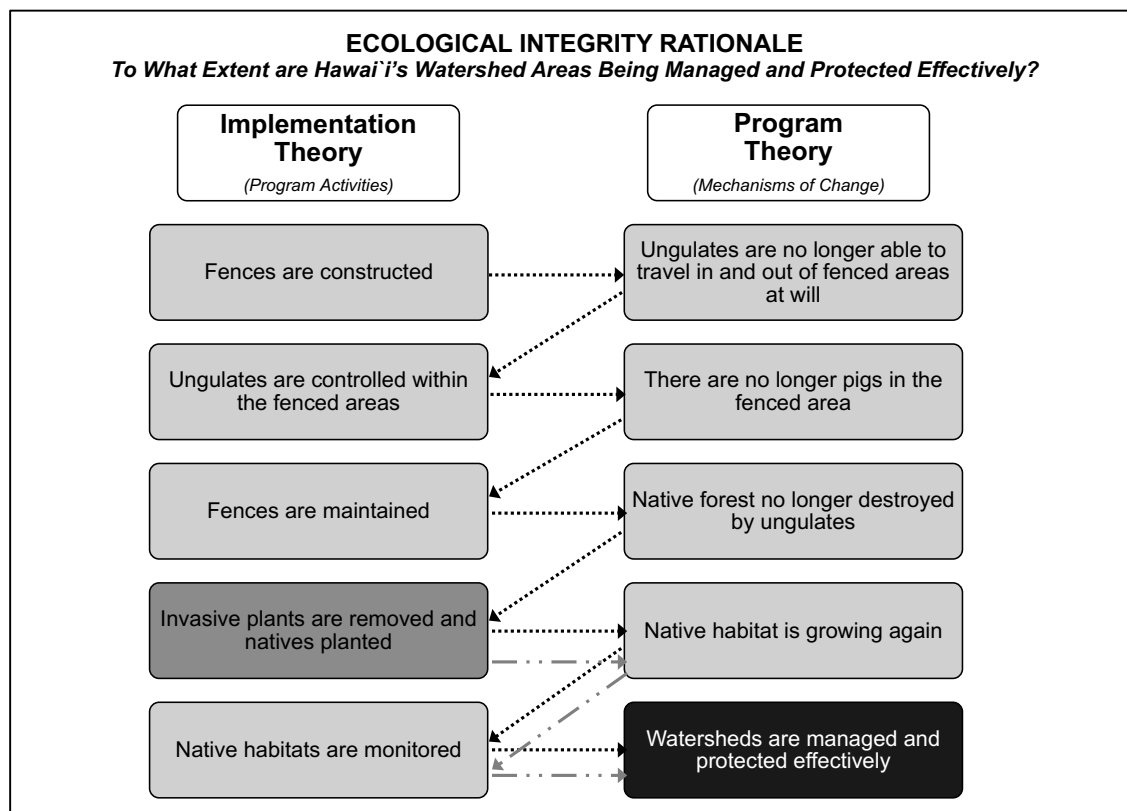 ECOLOGICAL INTEGRITY RATIONALE
To What Extent are Hawai`i's Watershed Areas Being Managed and Protected Effectively?
Implementation
Theory
(Program Activities)
Program
Theory
(Mechanisms of Change)
Fences are constructed
Ungulates are no longer able to
travel in and out of fenced areas
at will
Ungulates are controlled within
the fenced areas
There are no longer pigs in the
fenced area
Fences are maintained
Native forest no longer destroyed
by ungulates
Invasive plants are removed and
natives planted
Native habitat is growing again
Native habitats are monitored
Watersheds are managed and
protected effectively